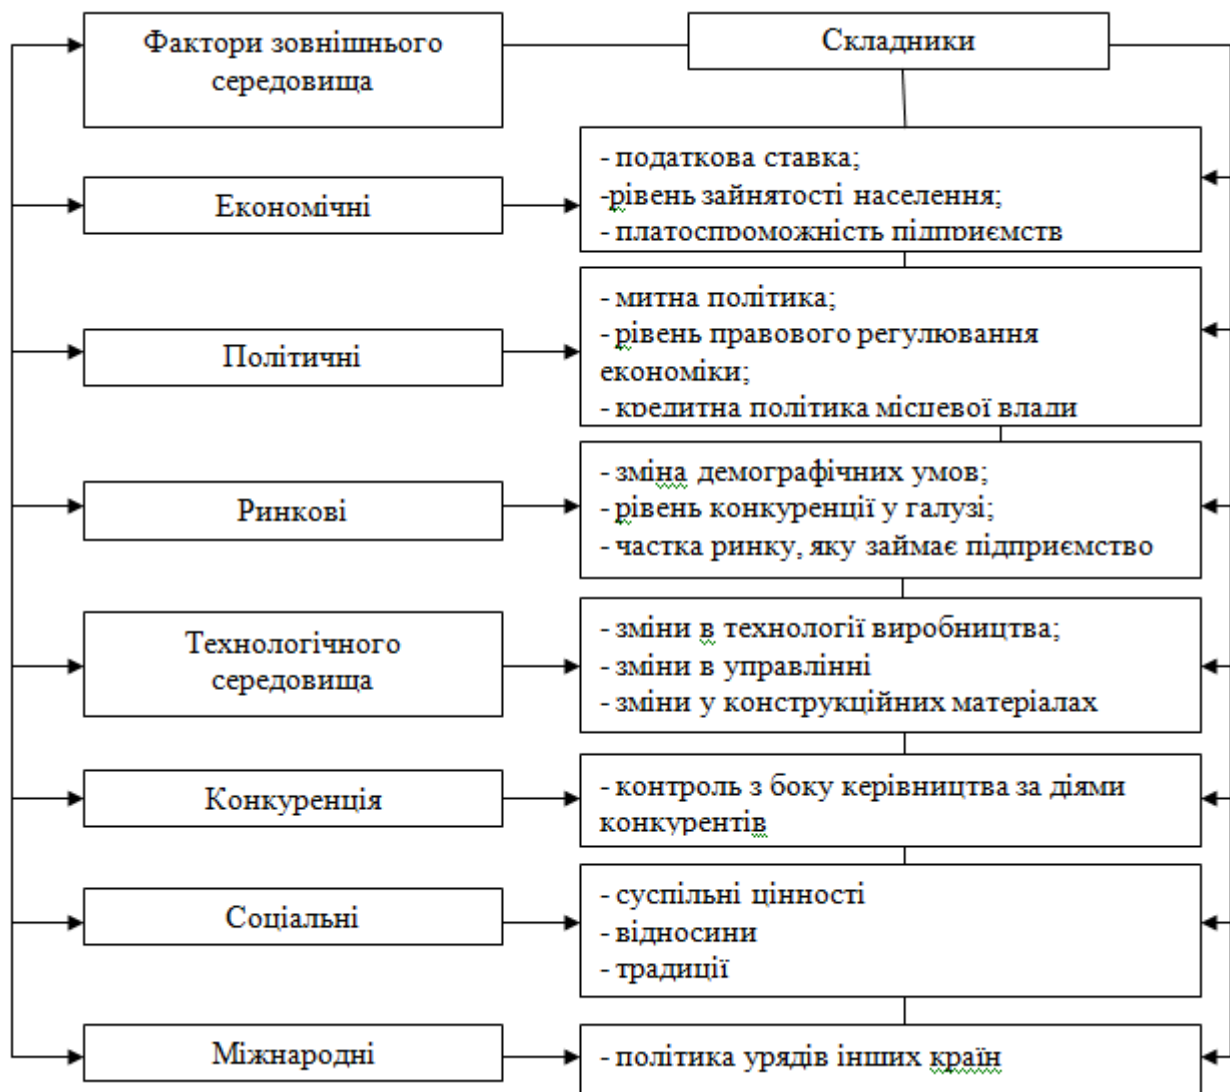 Фактори зовнішнього
середовища
Складники
Економічні
- податкова ставка;
-рівень зайнятості населення;
- платоспроможність підприємств
Політичні
- митна політика;
- рівень правового регулювання
економіки;
- кредитна політика місцевої влади
Ринкові
- зміна демографічних умов;
- рівень конкуренції у галузі;
- частка ринку, яку займає підприємство
Технологічного
середовища
- зміни в технології виробництва;
- зміни в управлінні
- зміни у конструкційних матеріалах
Конкуренція
- контроль з боку керівництва за діями
конкурентів
Соціальні
- суспільні цінності
- відносини
- традиції
Міжнародні
- політика урядів інших країн